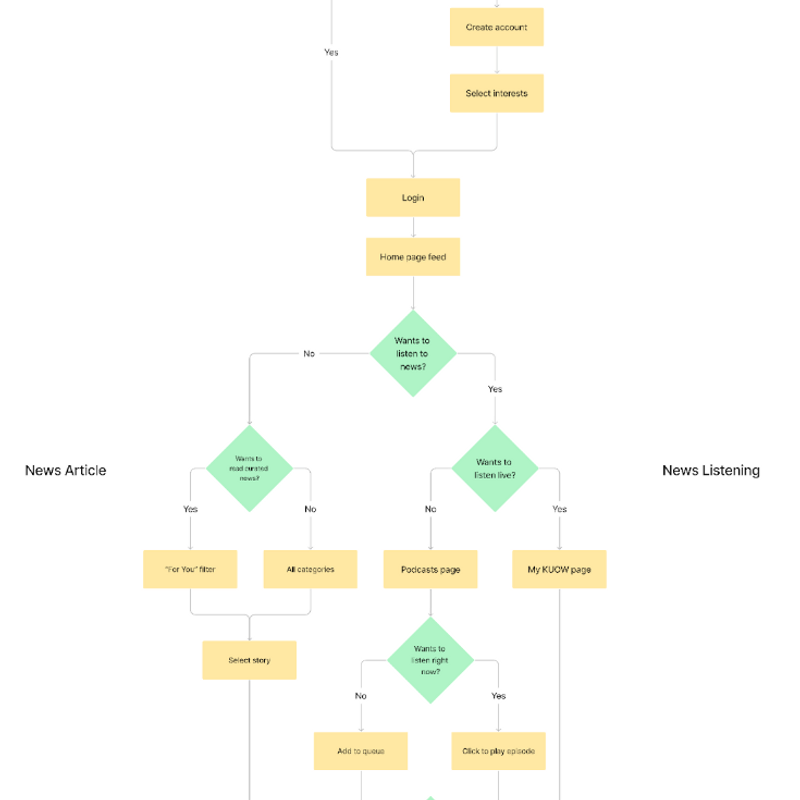 Create account
Yes
Select interests
Login
Home page feed
Wants to
listen to
news?
No
Yes
News Article
Wants to
read curated
news?
Wants to
listen live?
News Listening
Yes
No
No
Yes
"For You" filter
All categories
Podcasts page
My KUOW page
Select story
Wants to
listen right
now?
No
Yes
Add to queue
Click to play episode